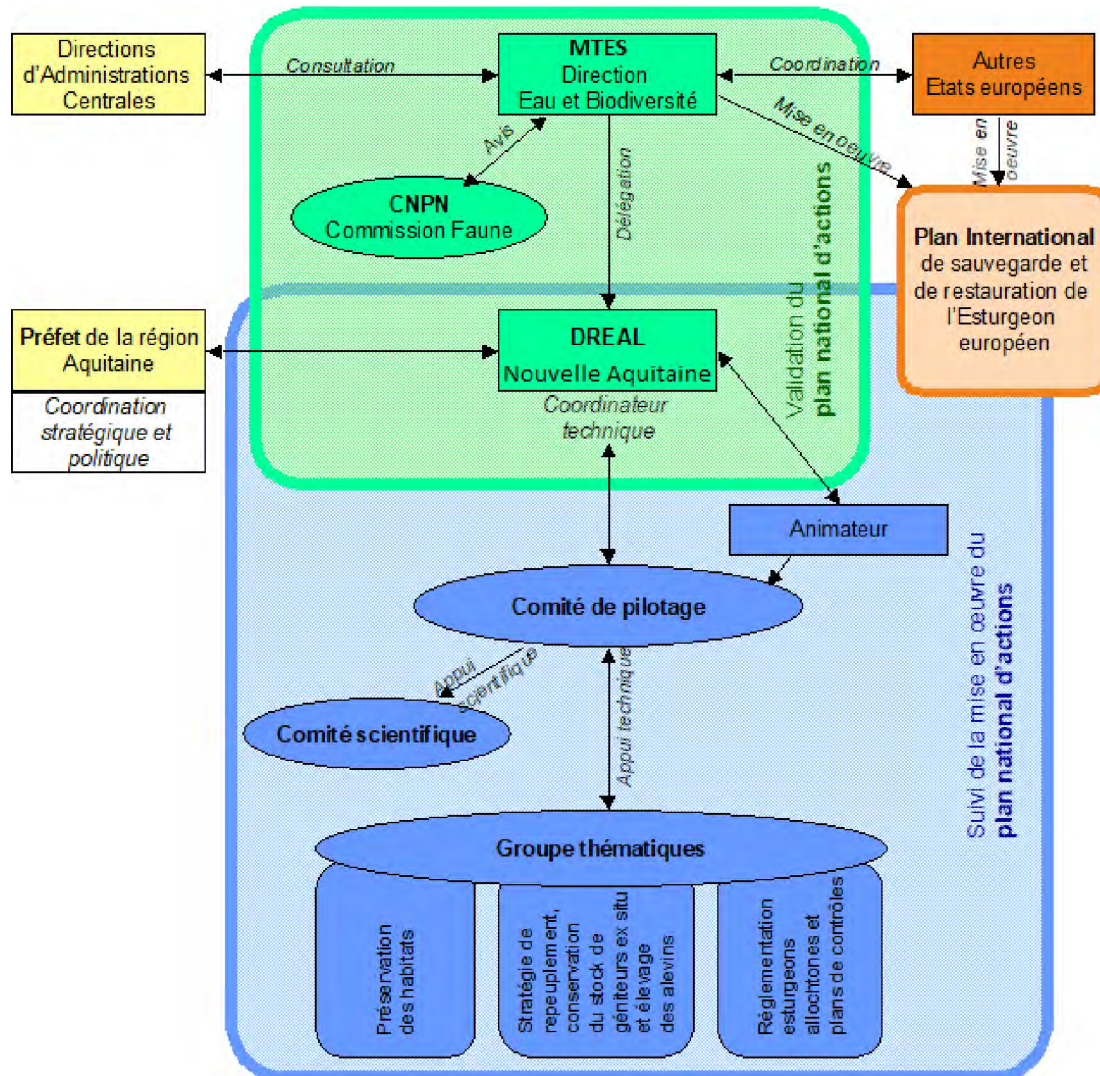 Directions
d'Administrations
Centrales
Consultation
MTES
Direction
Eau et Biodiversité
Coordination
Autres
Etats européens
Avis
Mise en oeuvre
Mise en
oeuvre
CNPN
Commission Faune
Délégation
Plan International
de sauvegarde et
de restauration de
l'Esturgeon
européen
Validation du
plan national d'actions
Préfet de la région
Aquitaine
Coordination
stratégique et
politique
DREAL
Nouvelle Aquitaine
Coordinateur
technique
Animateur
Comité de pilotage
Appui
scientifique
Appui technique
Comité scientifique
Suivi de la mise en œuvre du
plan national d'actions
Groupe thématiques
Préservation
des habitats
Stratégie de
repeuplement,
conservation
du stock de
géniteurs ex situ
et élevage
des alevins
Réglementation
esturgeons
allochtones et
plans de contrôles